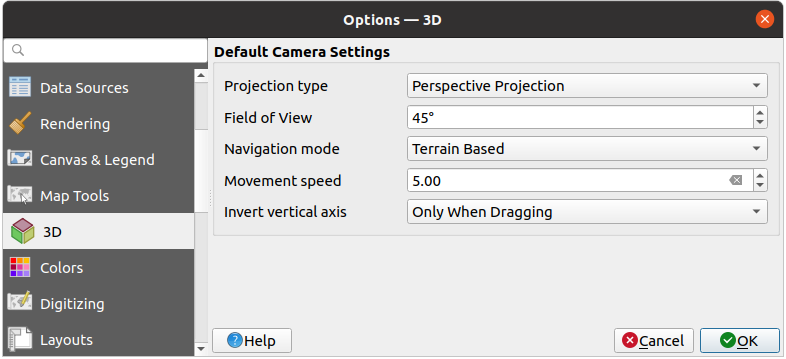 Options — 3D
Data Sources
Rendering
Canvas & Legend
Map Tools
3D
Colors
Digitizing
Layouts
Default Camera Settings
Projection type Perspective Projection
Field of View 45°
Navigation mode Terrain Based
Movement speed 5.00
Invert vertical axis Only When Dragging
Help Cancel OK